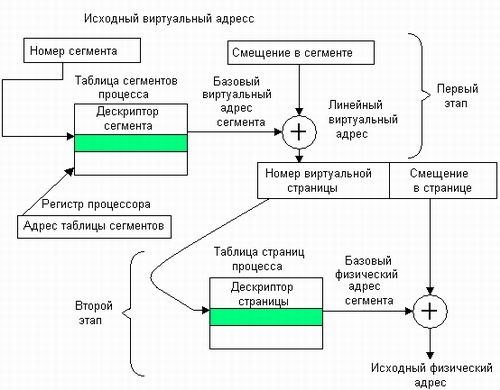 Исходный виртуальный адресс
Номер сегмента
Смещение в сегменте
Таблица сегментов
процесса
Базовый
виртуальный
адрес
сегмента
Первый
этап
Дескриптор
сегмента
Линейный
виртуальный
адрес
Номер виртуальной
страницы
Смещение
в странице
Регистр процессора
Адрес таблицы сегментов
Таблица страниц
процесса
Базовый
физический
адрес
сегмента
Второй
этап
Дескриптор
страницы
Исходный физический
адрес